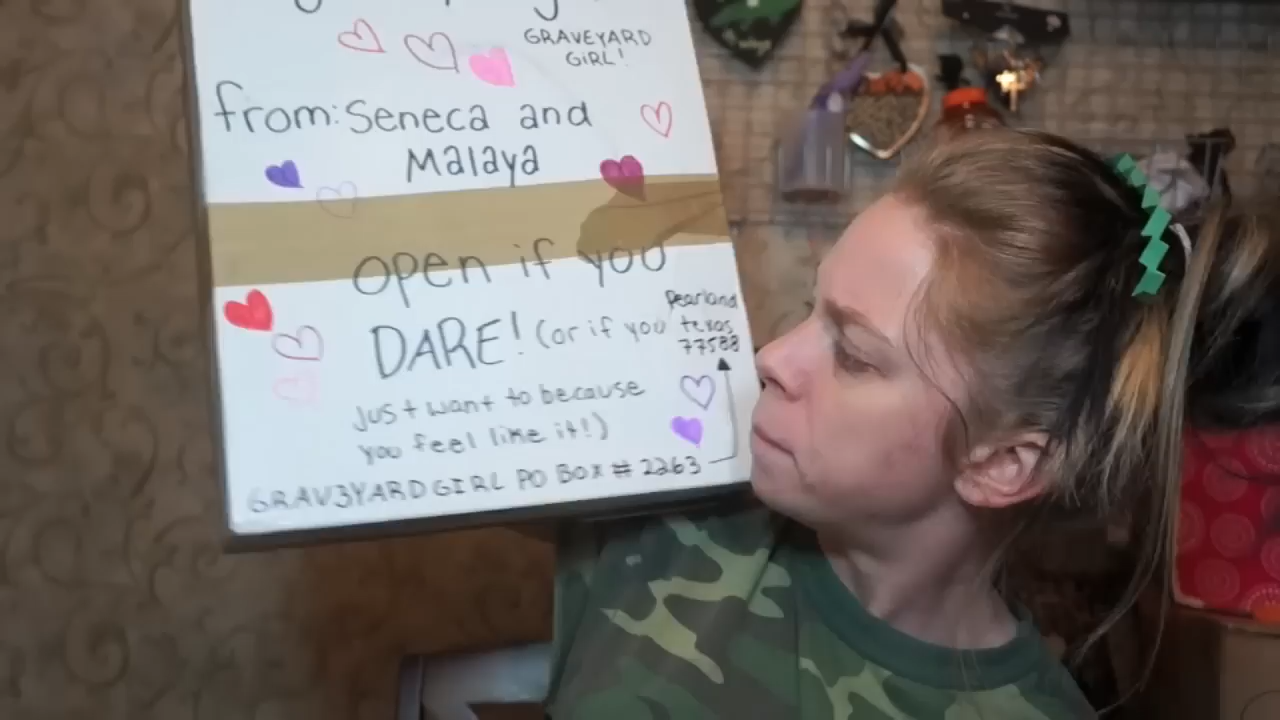 GRAVEYARD
GiRL!
from: Seneca and
Malaya
open if you
DARE! (or if you
Just want to because
you feel like it!)
Pearland
texas
77588
GRAV3YARDGIRL PO BOX # 2263